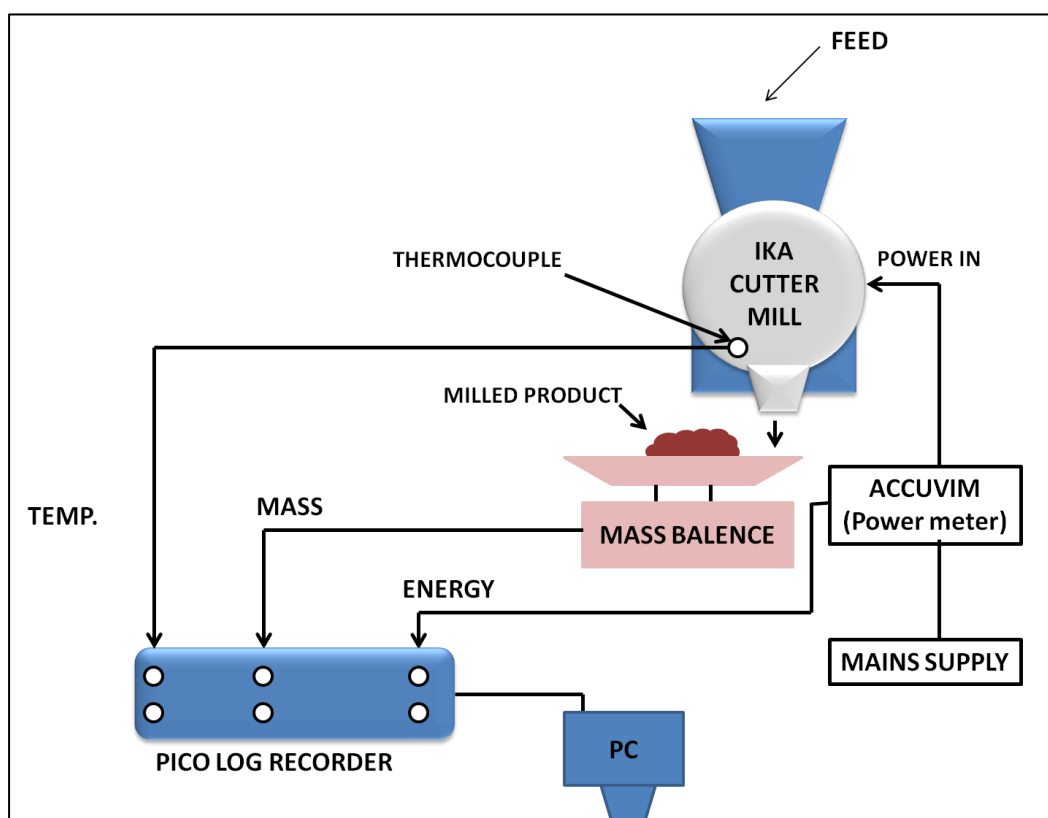 FEED
IKA
CUTTER
MILL
THERMOCOUPLE
POWER IN
MILLED PRODUCT
ACCUVIM
(Power meter)
TEMP.
MASS
MASS BALENCE
ENERGY
MAINS SUPPLY
PICO LOG RECORDER
PC